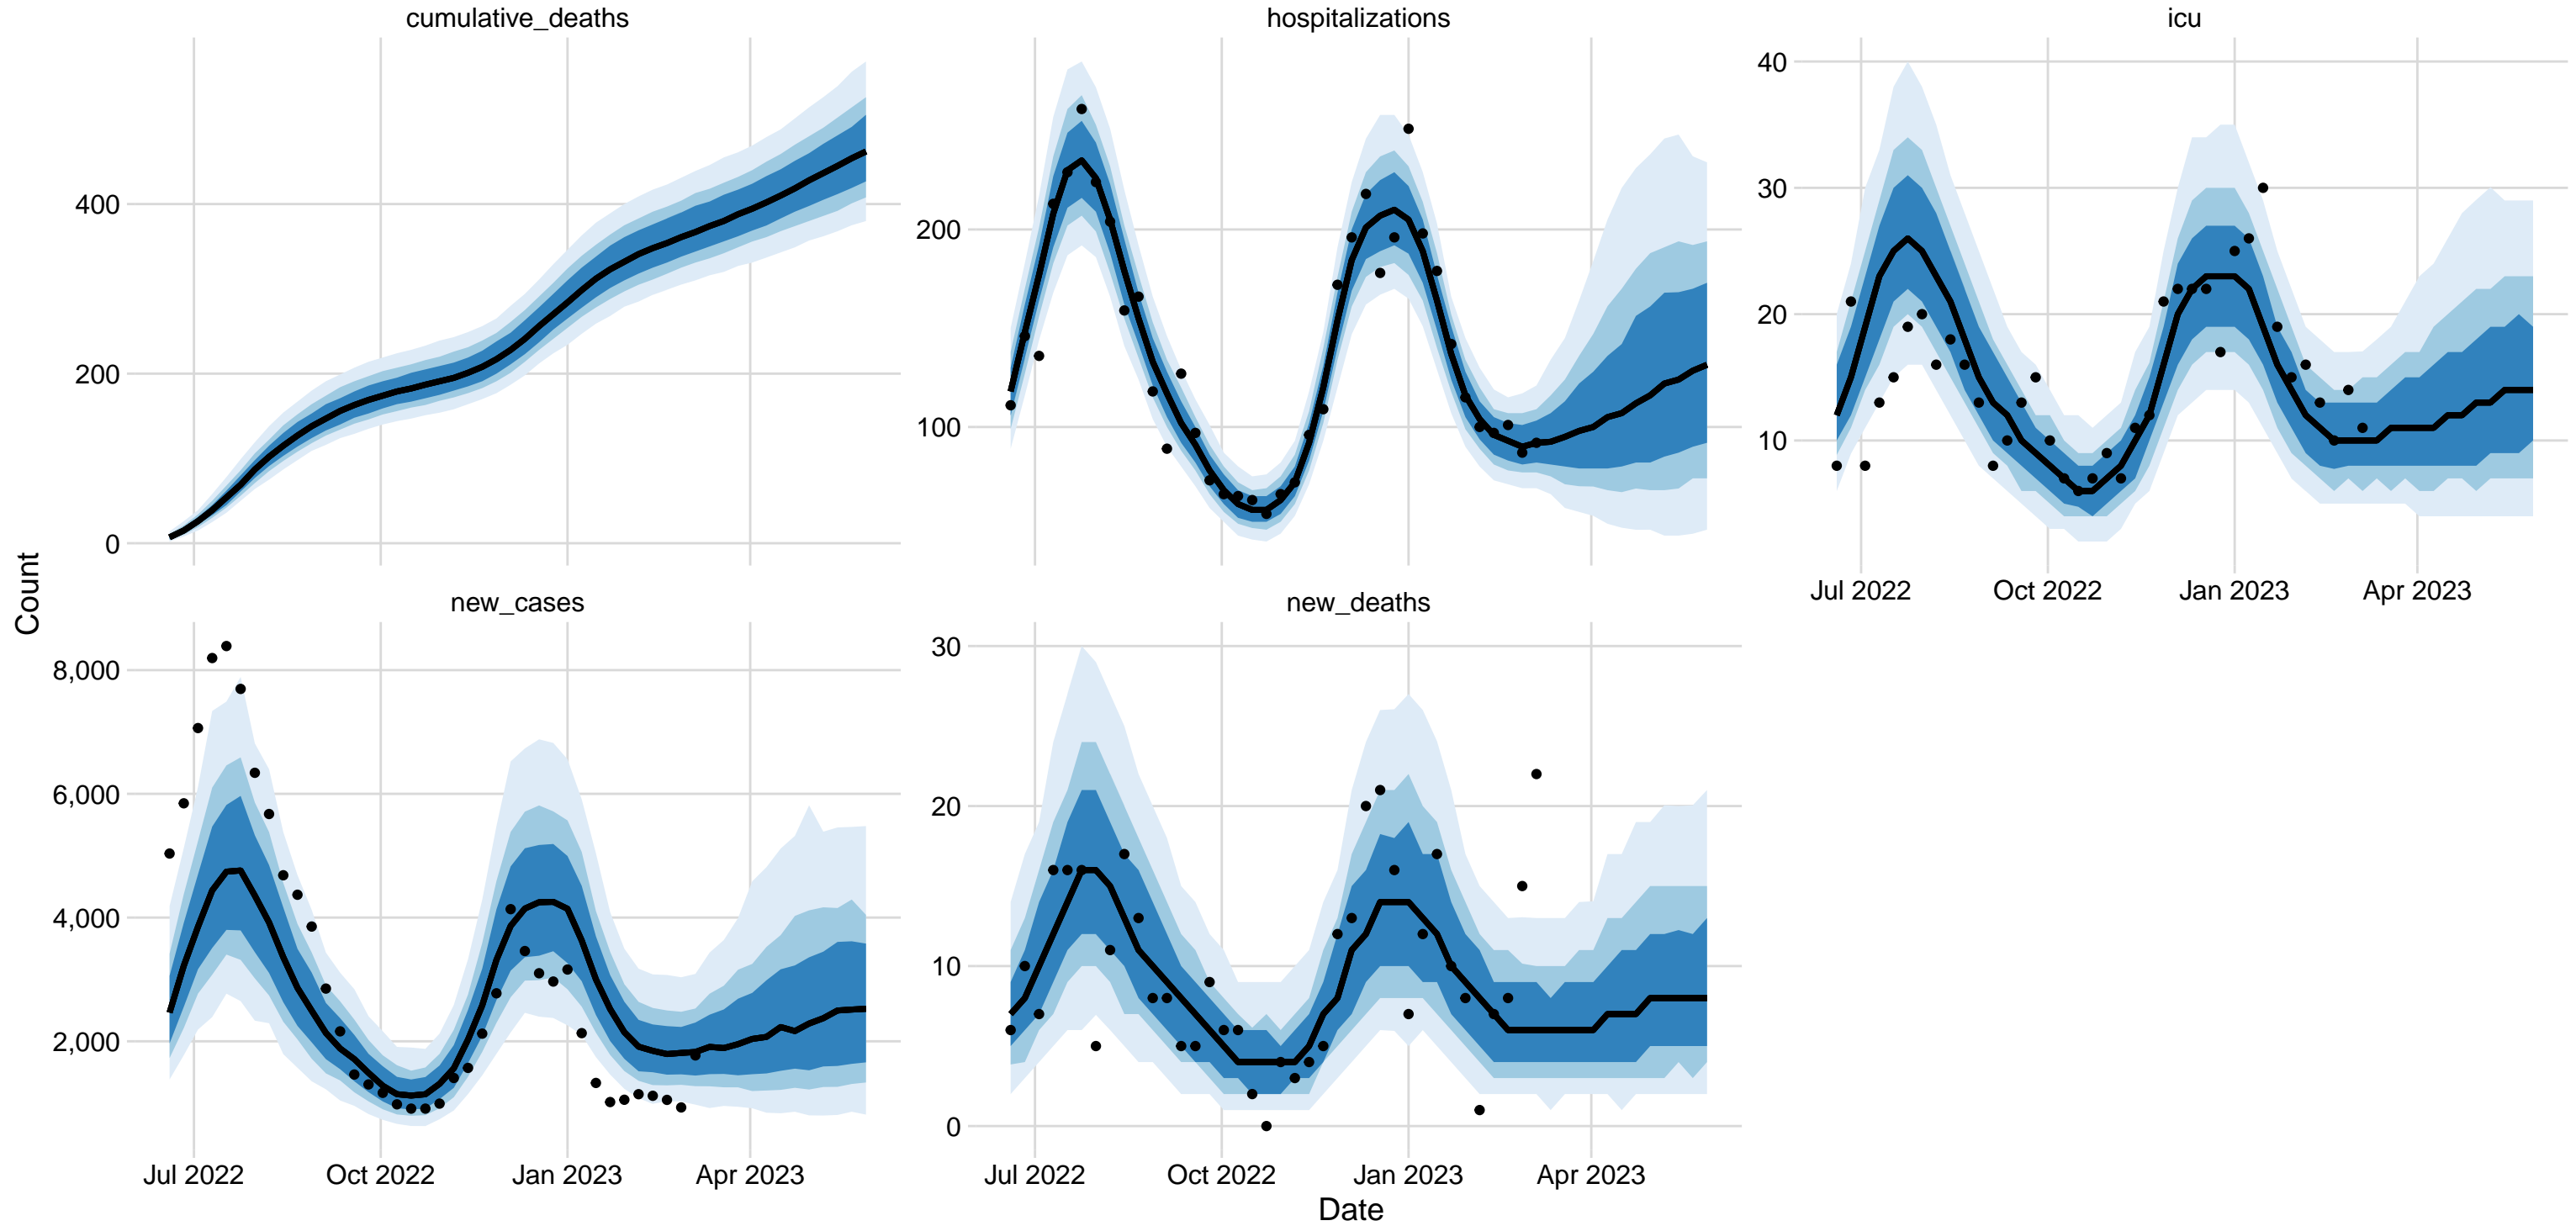 cumulative_deaths
hospitalizations
icu
400
200
0
200
100
40
30
20
10
Jul 2022
Oct 2022
Jan 2023
Apr 2023
Count
new_cases
new_deaths
8,000
6,000
4,000
2,000
30
20
10
0
Jul 2022
Oct 2022
Jan 2023
Apr 2023
Jul 2022
Oct 2022
Jan 2023
Apr 2023
Date